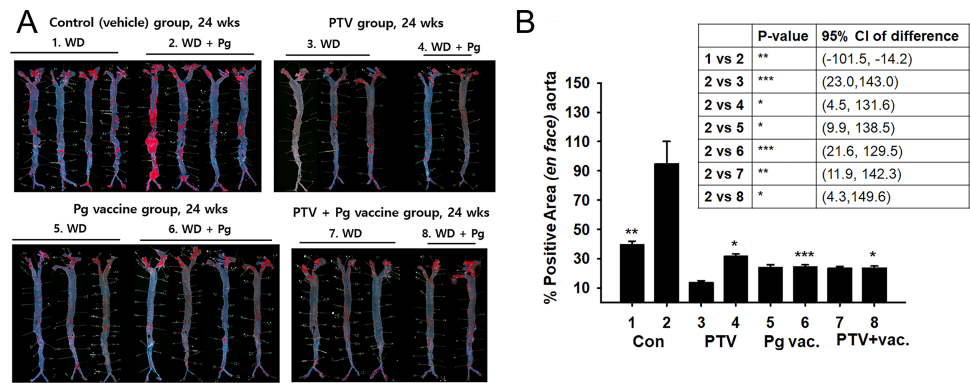 A
Control (vehicle) group, 24 wks
1. WD
2. WD + Pg
PTV group, 24 wks
3. WD
4. WD + Pg
Pg vaccine group, 24 wks
5. WD
6. WD + Pg
PTV + Pg vaccine group, 24 wks
7. WD
8. WD + Pg
B
P-value 95% CI of difference
1 vs 2 ** (-101.5, -14.2)
2 vs 3 *** (23.0,143.0)
2 vs 4 * (4.5, 131.6)
2 vs 5 * (9.9, 138.5)
2 vs 6 *** (21.6, 129.5)
2 vs 7 ** (11.9, 142.3)
2 vs 8 * (4.3,149.6)
% Positive Area (en face) aorta
150
130
110
90
70
50
30
10
** * *** *
1 2 3 4 5 6 7 8
Con PTV Pg vac. PTV+vac.